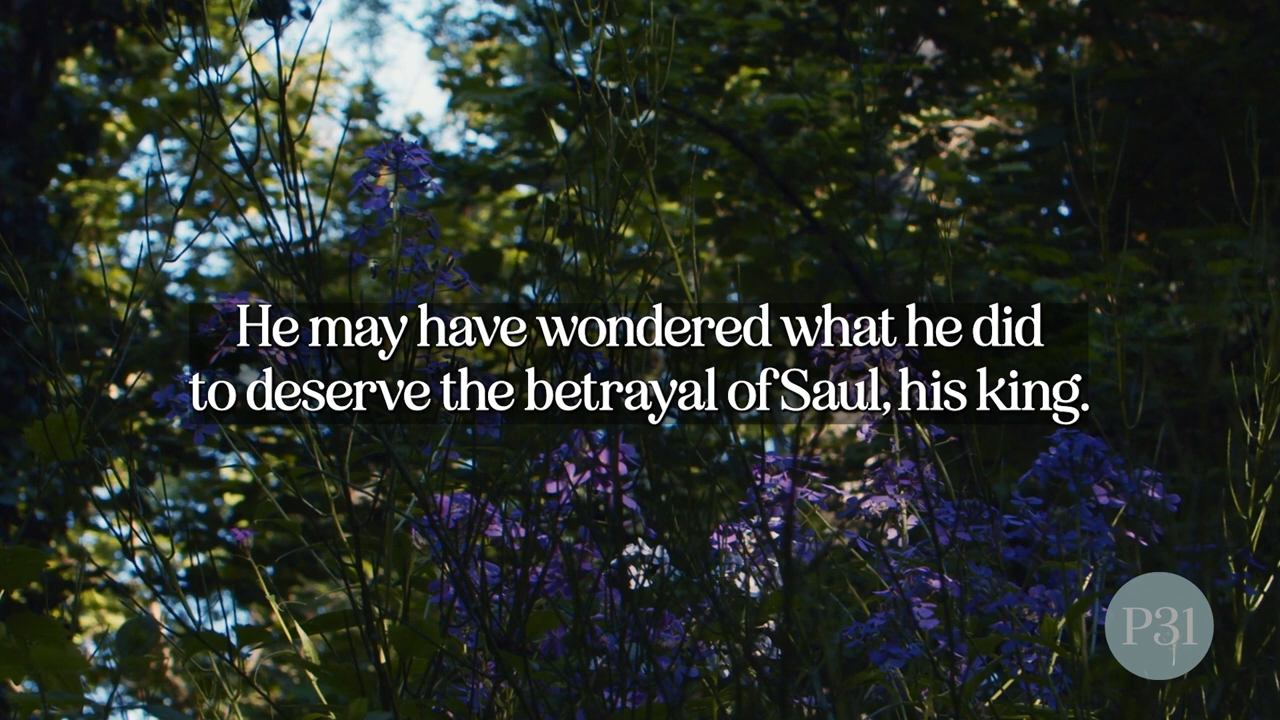 He may have wondered what he did
to deserve the betrayal of Saul, his king.
P31